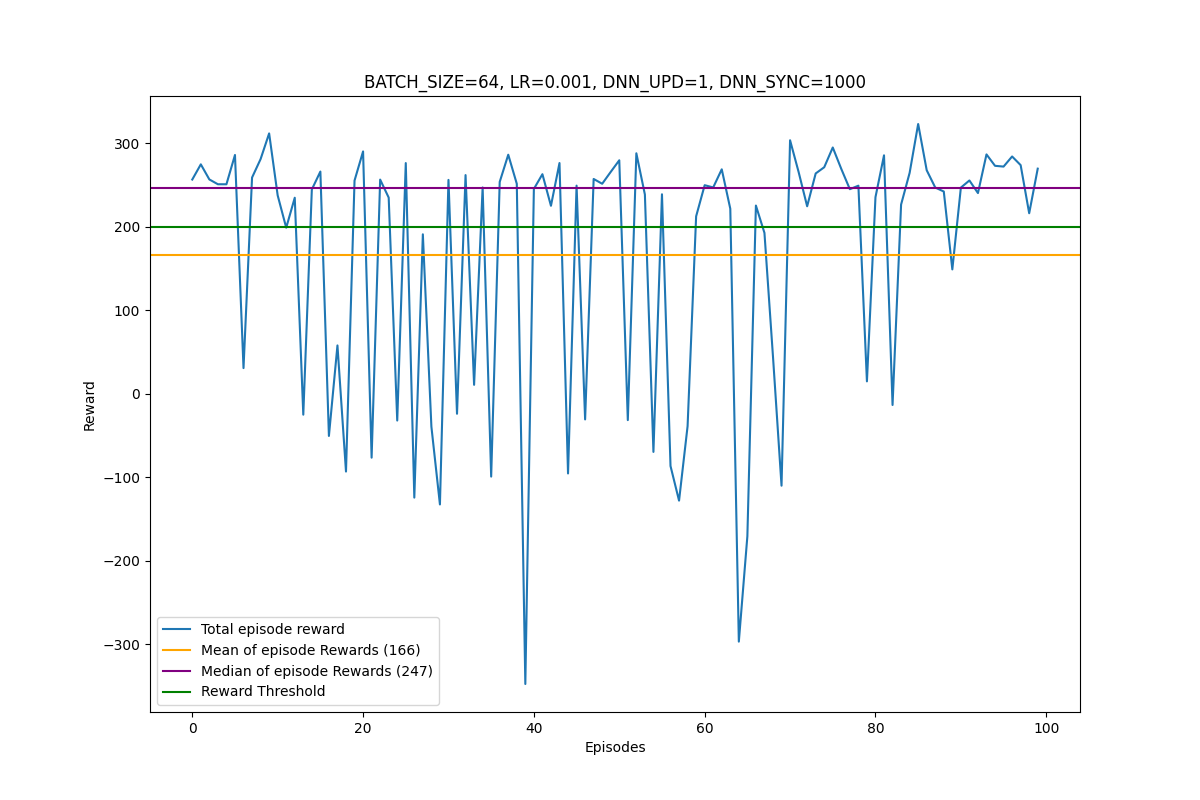 BATCH_SIZE=64, LR=0.001, DNN_UPD=1, DNN_SYNC=1000
300
200
100
0
−100
−200
−300
Reward
Total episode reward
Mean of episode Rewards (166)
Median of episode Rewards (247)
Reward Threshold
0 20 40 60 80 100
Episodes